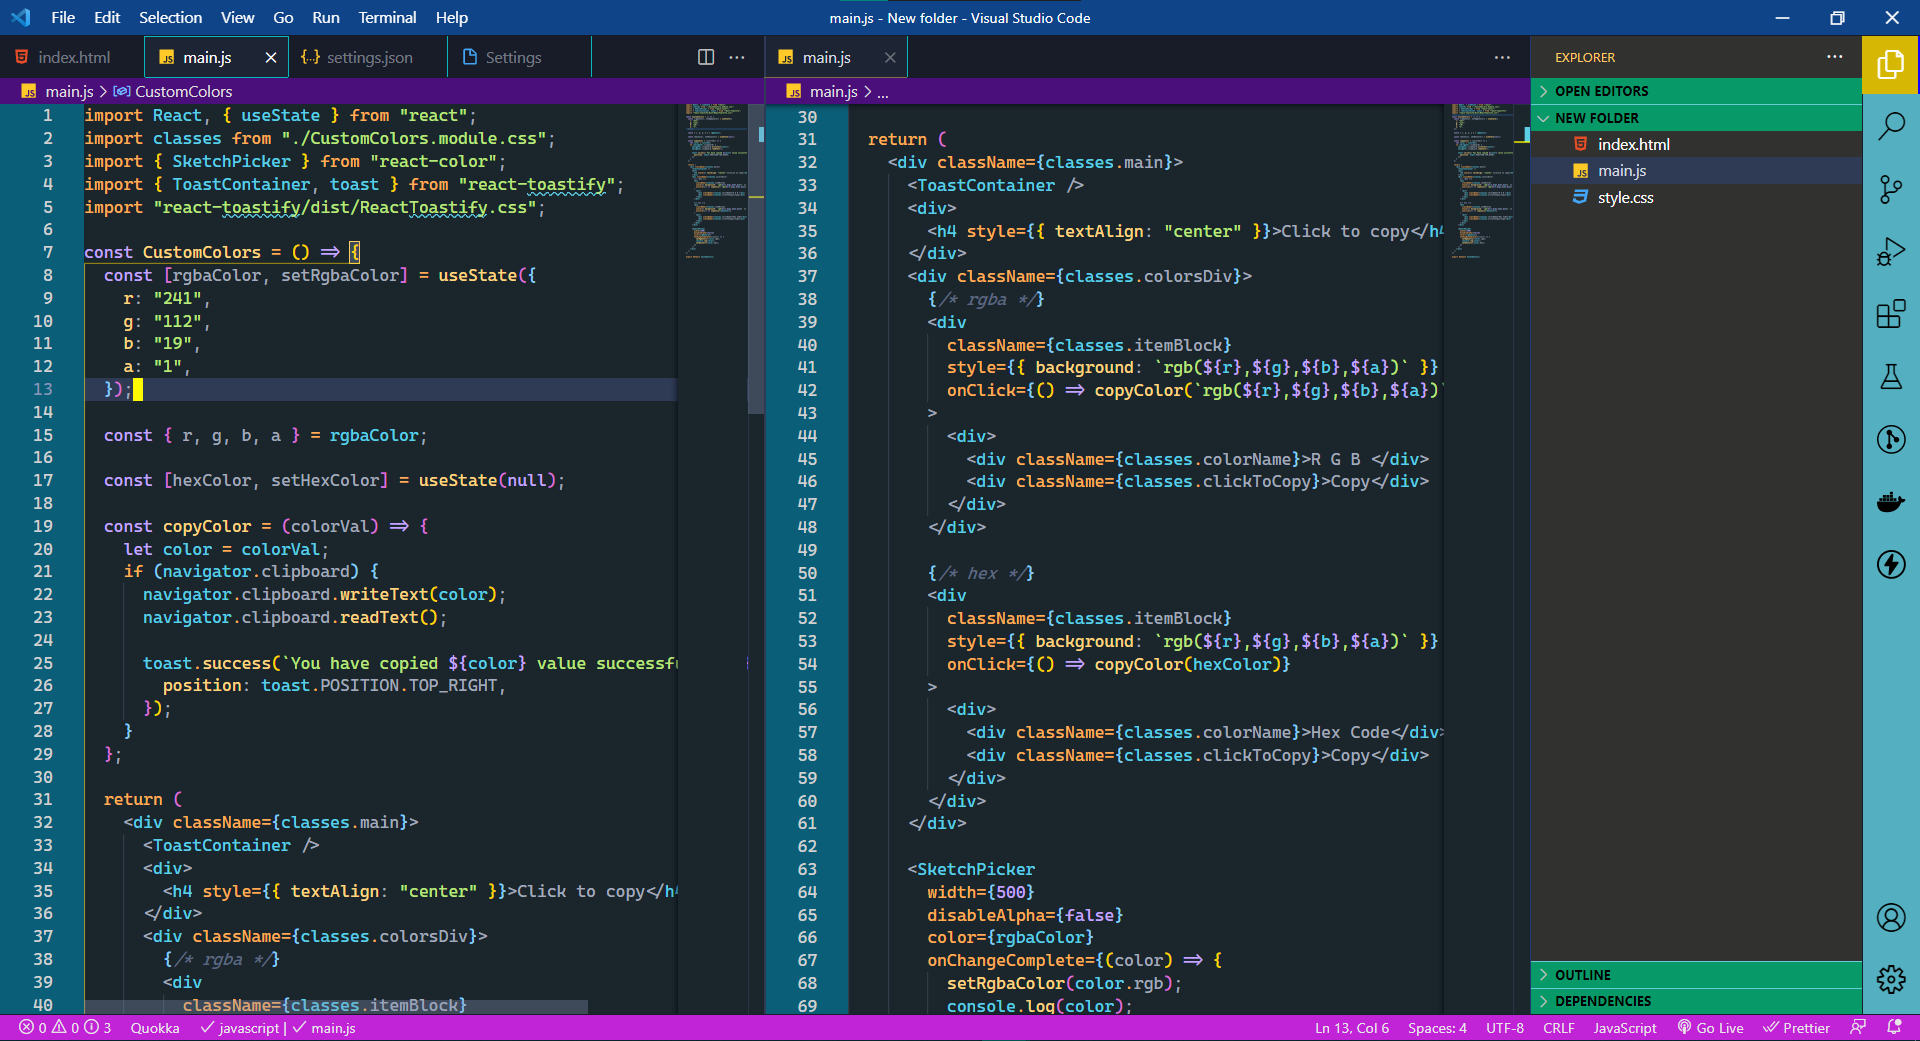 File Edit Selection View Go Run Terminal Help
main.js - New folder - Visual Studio Code
index.html
main.js
settings.json
Settings
main.js > CustomColors
1 import React, { useState } from "react";
2 import classes from "./CustomColors.module.css";
3 import { SketchPicker } from "react-color";
4 import { ToastContainer, toast } from "react-toastify";
5 import "react-toastify/dist/ReactToastify.css";
6
7 const CustomColors = () => {
8 const [rgbaColor, setRgbaColor] = useState({
9 r: "241",
10 g: "112",
11 b: "19",
12 a: "1",
13 });
14
15 const { r, g, b, a } = rgbaColor;
16
17 const [hexColor, setHexColor] = useState(null);
18
19 const copyColor = (colorVal) => {
20 let color = colorVal;
21 if (navigator.clipboard) {
22 navigator.clipboard.writeText(color);
23 navigator.clipboard.readText();
24
25 toast.success(`You have copied ${color} value successfu
26 position: toast.POSITION.TOP_RIGHT,
27 });
28 }
29 };
30
31 return (
32 <div className={classes.main}>
33 <ToastContainer />
34 <div>
35 <h4 style={{ textAlign: "center" }}>Click to copy</h4
36 </div>
37 <div className={classes.colorsDiv}>
38 {/* rgba */}
39 <div
40 className={classes.itemBlock}
main.js
main.js > ...
30
31 return (
32 <div className={classes.main}>
33 <ToastContainer />
34 <div>
35 <h4 style={{ textAlign: "center" }}>Click to copy</h4
36 </div>
37 <div className={classes.colorsDiv}>
38 {/* rgba */}
39 <div
40 className={classes.itemBlock}
41 style={{ background: `rgb(${r},${g},${b},${a})` }}
42 onClick={() => copyColor(`rgb(${r},${g},${b},${a})`
43 >
44 <div>
45 <div className={classes.colorName}>R G B </div>
46 <div className={classes.clickToCopy}>Copy</div>
47 </div>
48 </div>
49
50 {/* hex */}
51 <div
52 className={classes.itemBlock}
53 style={{ background: `rgb(${r},${g},${b},${a})` }}
54 onClick={() => copyColor(hexColor)}
55 >
56 <div>
57 <div className={classes.colorName}>Hex Code</div>
58 <div className={classes.clickToCopy}>Copy</div>
59 </div>
60 </div>
61 </div>
62
63 <SketchPicker
64 width={500}
65 disableAlpha={false}
66 color={rgbaColor}
67 onChangeComplete={(color) => {
68 setRgbaColor(color.rgb);
69 console.log(color);
EXPLORER
OPEN EDITORS
NEW FOLDER
index.html
main.js
style.css
OUTLINE
DEPENDENCIES
0 0 3 Quokka javascript | main.js
Ln 13, Col 6 Spaces: 4 UTF-8 CRLF JavaScript Go Live Prettier